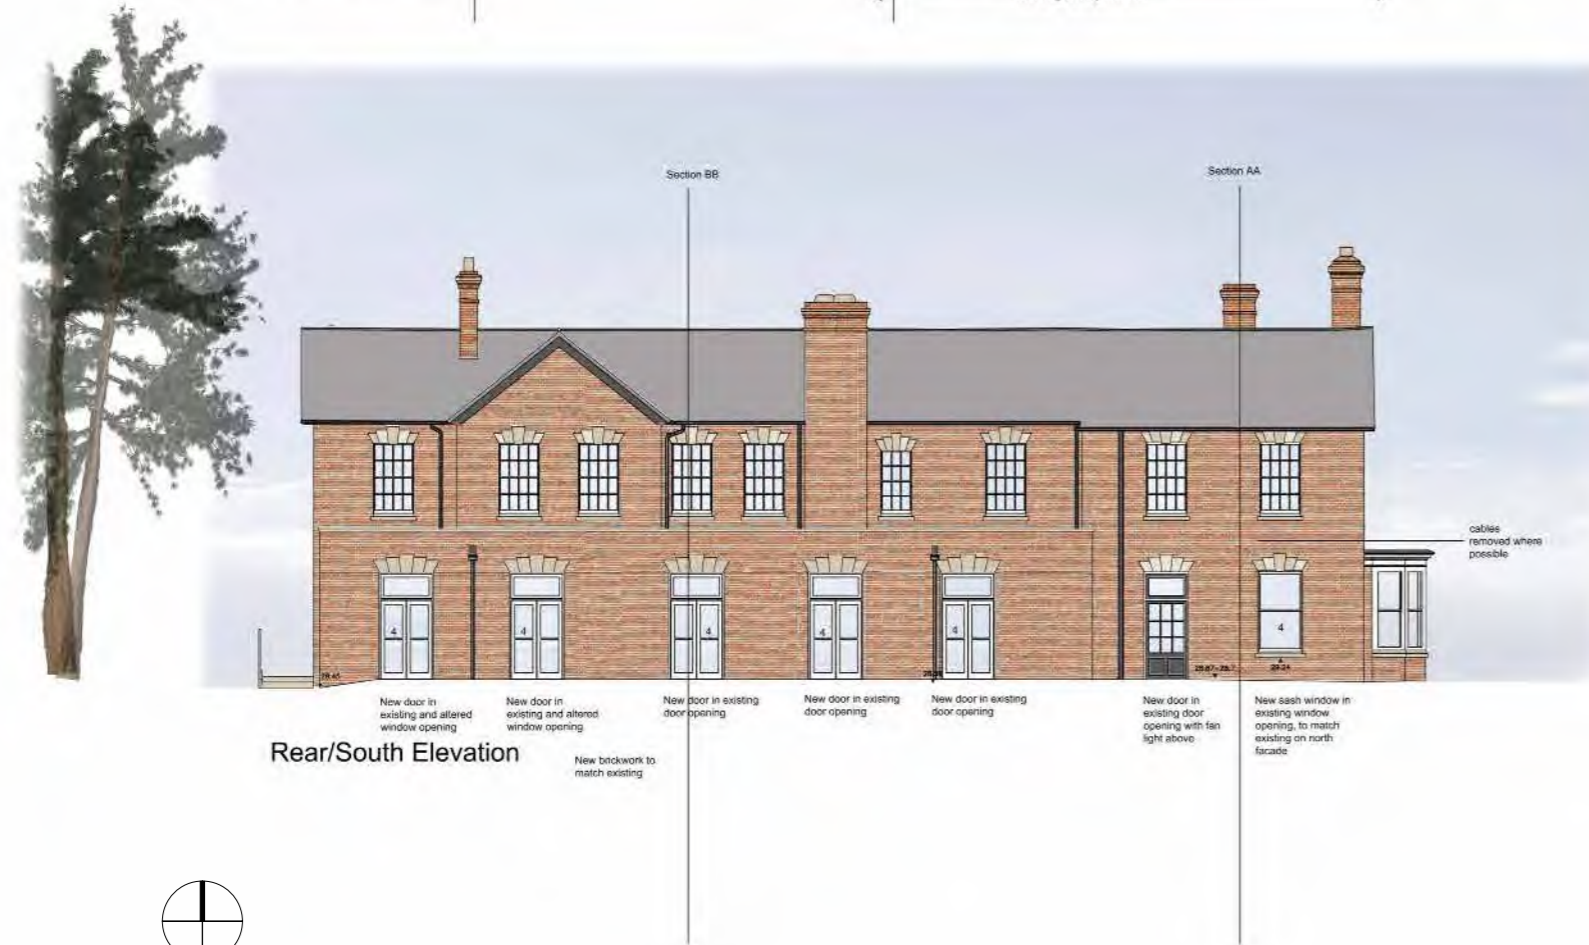 Section BB
Section AA
cables
removed where
possible
4
4
4
4
4
4
New door in
existing and altered
window opening
New door in
existing and altered
window opening
New door in existing
door opening
New door in existing
door opening
New door in existing
door opening
New door in
existing door
opening with fan
light above
New sash window in
existing window
opening, to match
existing on north
facade
Rear/South Elevation
New brickwork to
match existing